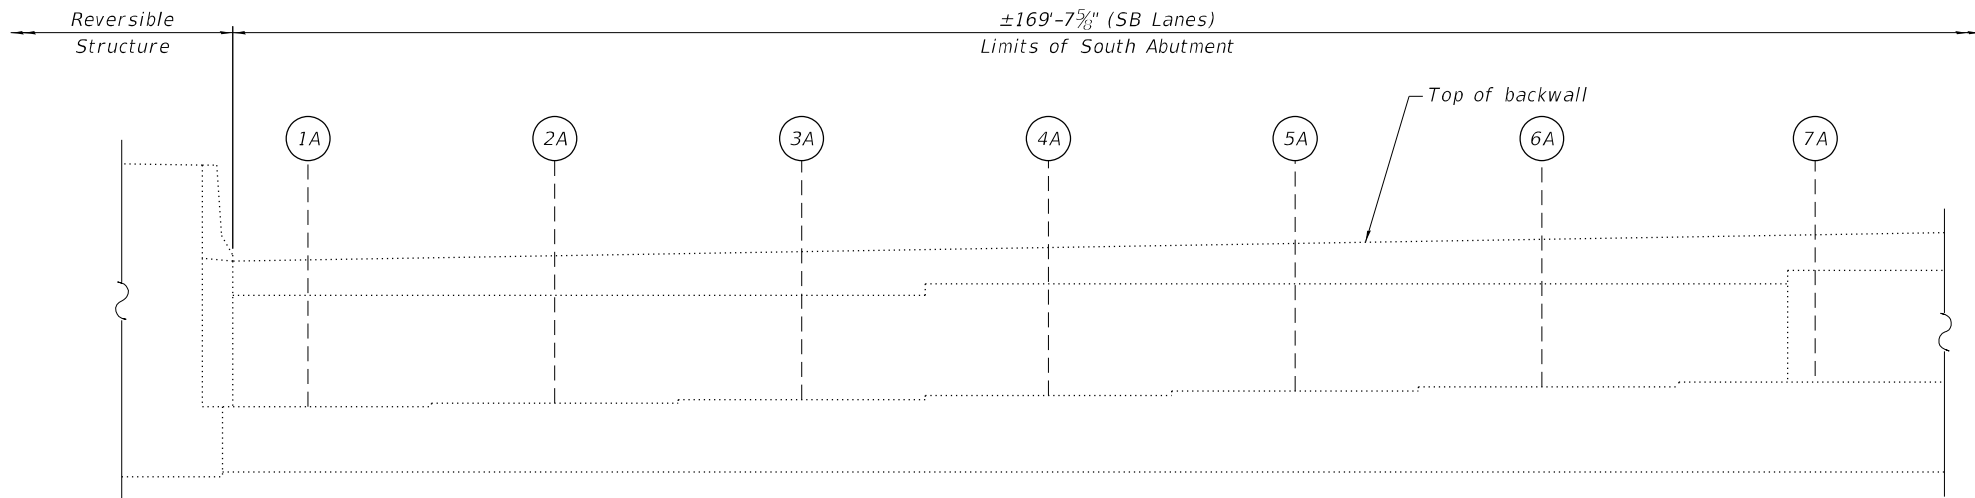 Reversible
Structure
±169'-7⅝" (SB Lanes)
Limits of South Abutment
Top of backwall
1A 2A 3A 4A 5A 6A 7A